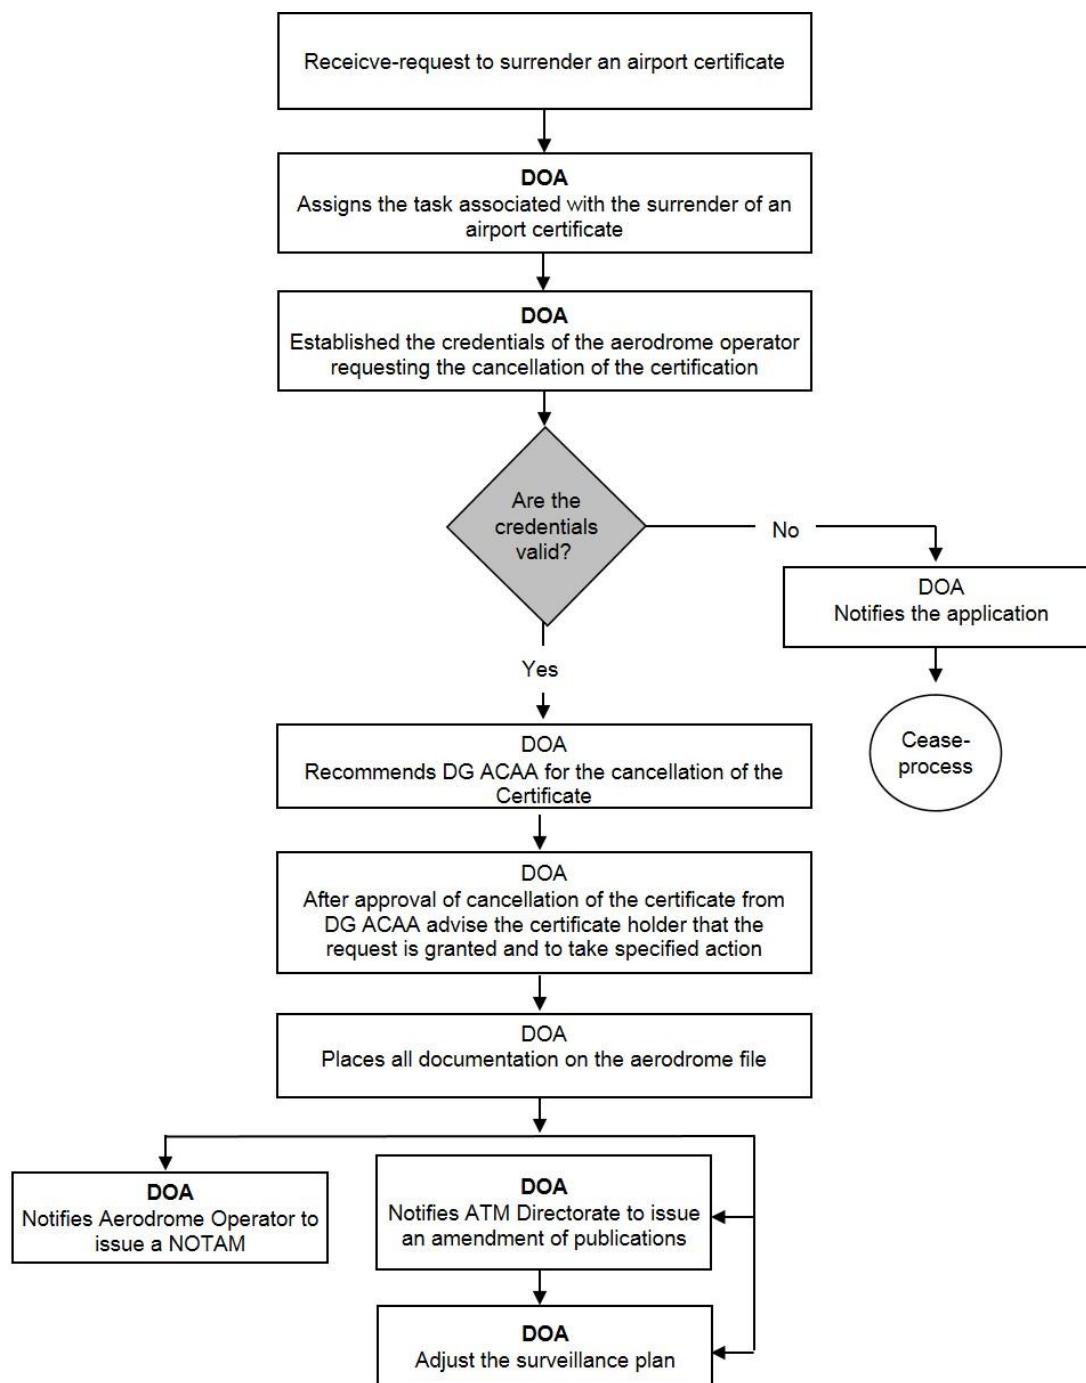 Receicve-request to surrender an airport certificate
DOA
Assigns the task associated with the surrender of an
airport certificate
DOA
Established the credentials of the aerodrome operator
requesting the cancellation of the certification
Are the
credentials
valid?
No
DOA
Notifies the application
Yes
Cease-
process
DOA
Recommends DG ACAA for the cancellation of the
Certificate
DOA
After approval of cancellation of the certificate from
DG ACAA advise the certificate holder that the
request is granted and to take specified action
DOA
Places all documentation on the aerodrome file
DOA
Notifies Aerodrome Operator to
issue a NOTAM
DOA
Notifies ATM Directorate to issue
an amendment of publications
DOA
Adjust the surveillance plan